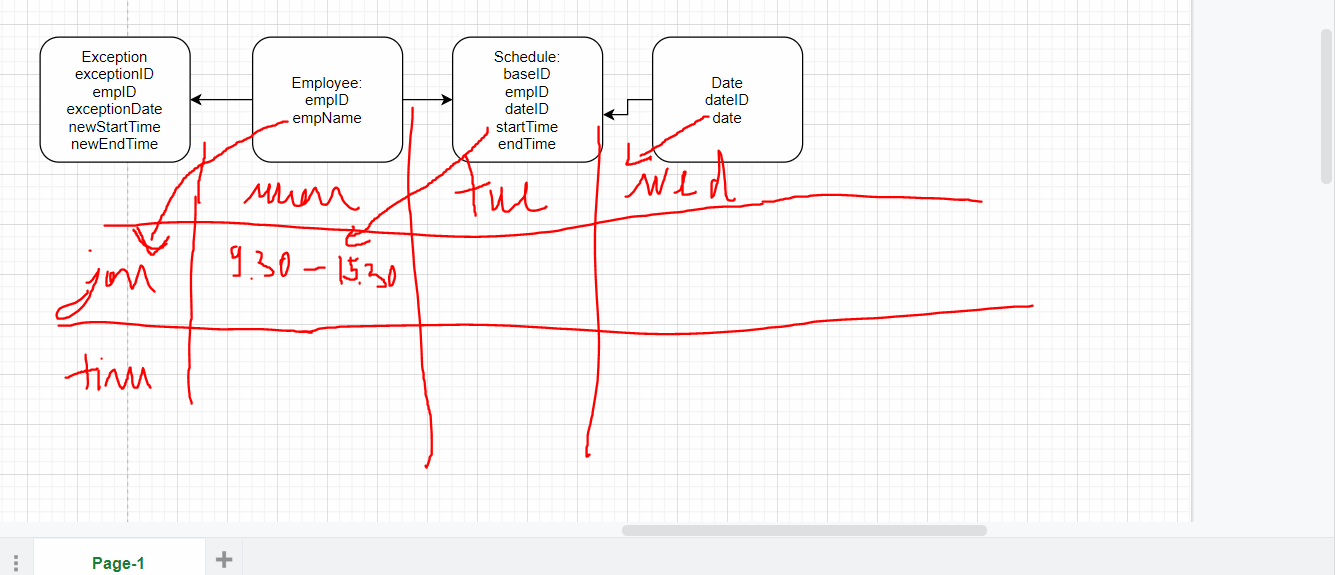 Exception
exceptionID
empID
exceptionDate
newStartTime
newEndTime
Employee:
empID
empName
Schedule:
baseID
empID
dateID
startTime
endTime
Date
dateID
date
mon
tue
wed
jon
9.30 - 15.30
tim
Page-1